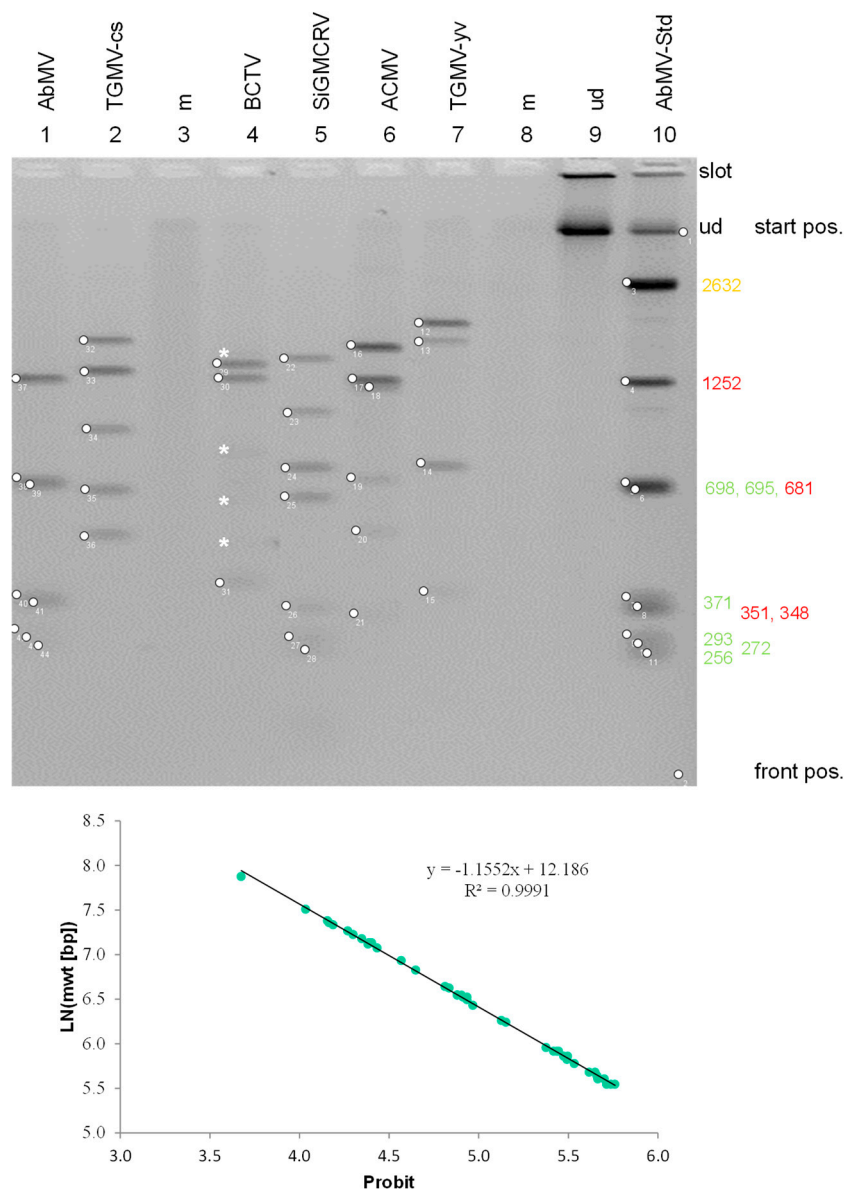 AbMV TGMV-cs m BCTV SiGMCRV ACMV TGMV-yv m ud AbMV-Std
1 2 3 4 5 6 7 8 9 10
slot
ud start pos.
1
3 2632
12
32 13
* 16
22
29
33
37 30 17 18 4 1252
23
34
*
14
24
38 39 19
35 6 698, 695, 681
* 25
20
36
*
31
15
40 41 371
26 8
21 351, 348
4 4 27 293
44 28 11 256 272
front pos.
8.5
8.0
7.5
7.0
6.5
6.0
5.5
5.0
LN(mwt [bp])
y = -1.1552x + 12.186
R² = 0.9991
3.0 3.5 4.0 4.5 5.0 5.5 6.0
Probit